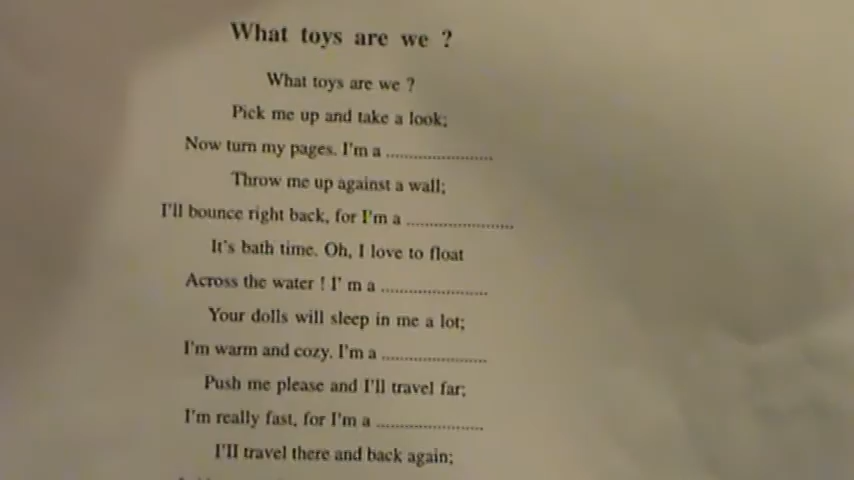 What toys are we ?
What toys are we ?
Pick me up and take a look;
Now turn my pages. I'm a ......................
Throw me up against a wall;
I'll bounce right back, for I'm a ......................
It's bath time. Oh, I love to float
Across the water ! I' m a ......................
Your dolls will sleep in me a lot;
I'm warm and cozy. I'm a ......................
Push me please and I'll travel far;
I'm really fast, for I'm a ......................
I'll travel there and back again;